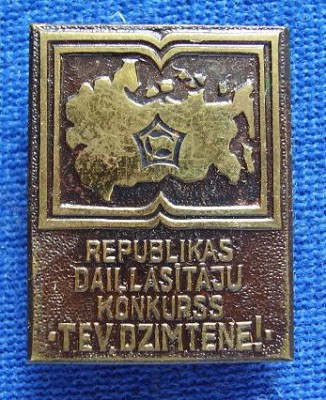 REPUBLIKAS
DAIĻLASĪTĀJU
KONKURSS
·TEV DZIMTENE!·